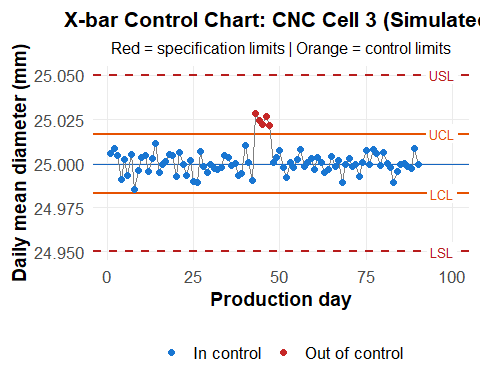 X-bar Control Chart: CNC Cell 3 (Simulated
Red = specification limits | Orange = control limits
Daily mean diameter (mm)
25.050
25.025
25.000
24.975
24.950
USL
UCL
LCL
LSL
0
25
50
75
100
Production day
In control
Out of control